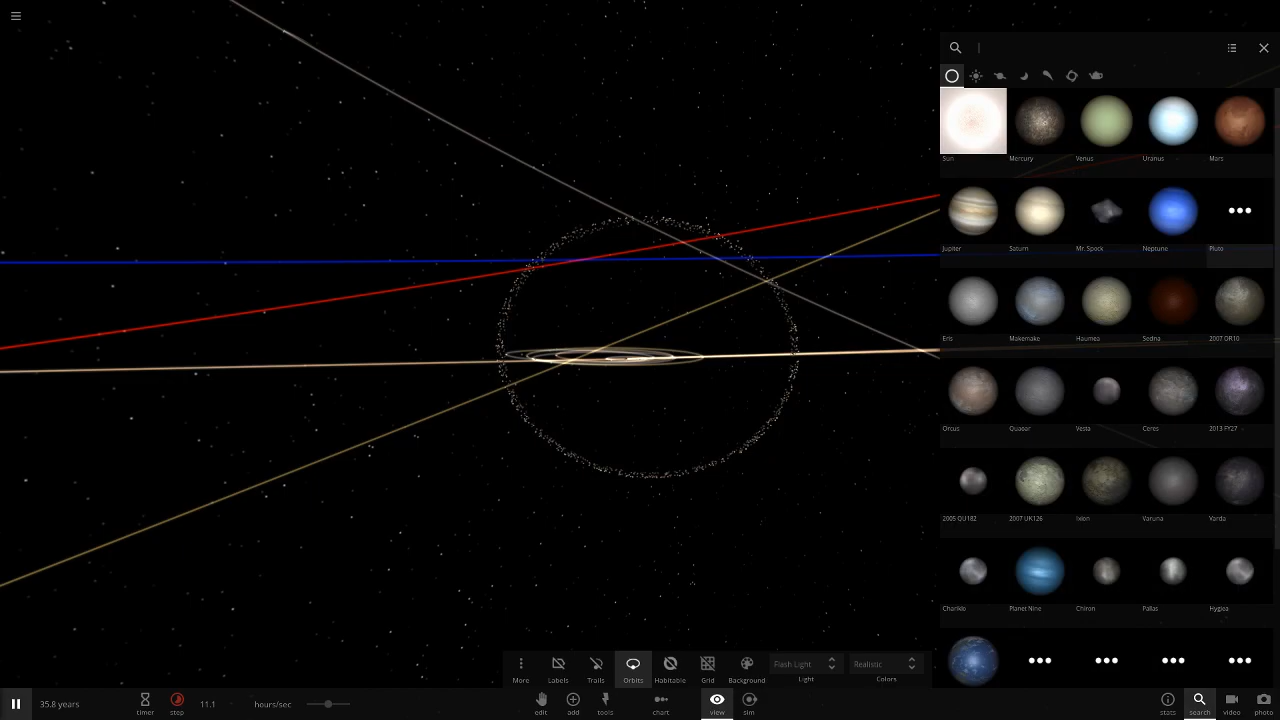 Sun Mercury Venus Uranus Mars
Jupiter Saturn Mr. Spock Neptune Pluto
Eris Makemake Haumea Sedna 2007 OR10
Orcus Quaoar Vesta Ceres 2013 FY27
2005 QU182 2007 UK126 Ixion Varuna Varda
Chariklo Planet Nine Chiron Pallas Hygiea
Flash Light Realistic
More Labels Trails Orbits Habitable Grid Background Light Colors
35.8 years timer step 11.1 hours/sec edit add tools chart view sim stats search video photo